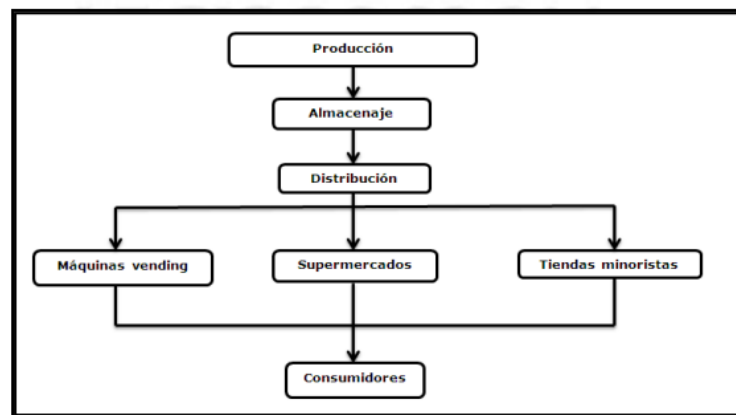 Producción
Almacenaje
Distribución
Máquinas vending
Supermercados
Tiendas minoristas
Consumidores